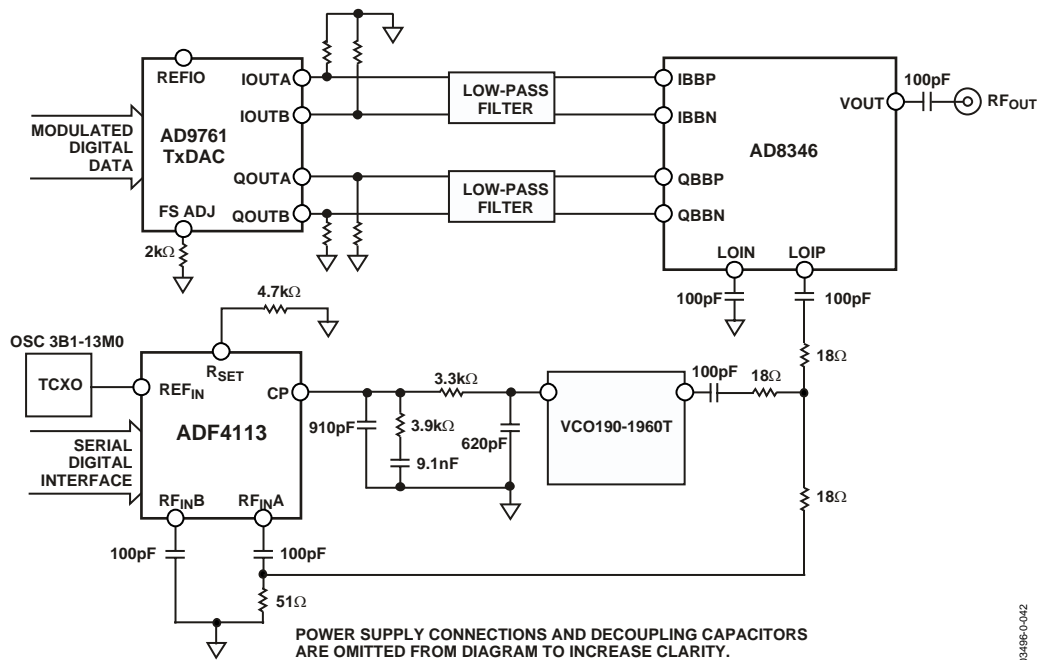 REFIO
IOUTA
IOUTB
AD9761
TxDAC
QOUTA
QOUTB
FS ADJ
2kΩ
MODULATED
DIGITAL
DATA
LOW-PASS
FILTER
LOW-PASS
FILTER
IBBP
IBBN
QBBP
QBBN
AD8346
VOUT
100pF
RFOUT
LOIN
LOIP
100pF
100pF
18Ω
4.7kΩ
OSC 3B1-13M0
TCXO
REFIN
RSET
CP
ADF4113
SERIAL
DIGITAL
INTERFACE
RFINB
RFINA
100pF
100pF
51Ω
910pF
3.3kΩ
3.9kΩ
9.1nF
620pF
VCO190-1960T
100pF
18Ω
18Ω
POWER SUPPLY CONNECTIONS AND DECOUPLING CAPACITORS
ARE OMITTED FROM DIAGRAM TO INCREASE CLARITY.
03496-0-042